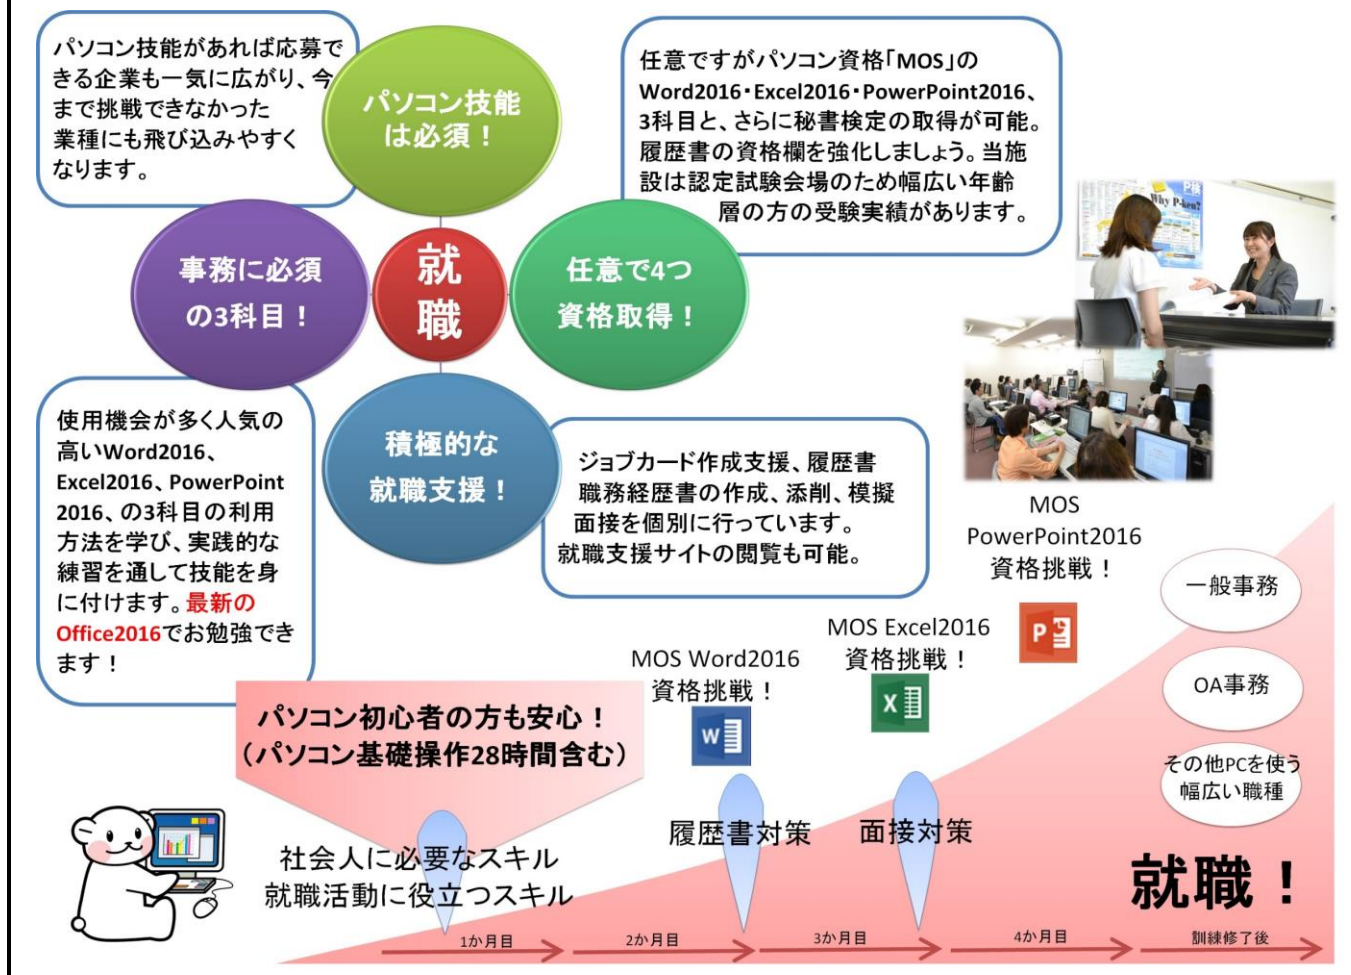 パソコン技能があれば応募で
きる企業も一気に広がり、今
まで挑戦できなかった
業種にも飛び込みやすく
なります。
パソコン技能
は必須！
任意ですがパソコン資格「MOS」の
Word2016・Excel2016・PowerPoint2016、
3科目と、さらに秘書検定の取得が可能。
履歴書の資格欄を強化しましょう。当施
設は認定試験会場のため幅広い年齢
層の方の受験実績があります。
P検
Why P-ken?
事務に必須
の3科目！
就
職
任意で4つ
資格取得！
使用機会が多く人気の
高いWord2016、
Excel2016、PowerPoint
2016、の3科目の利用
方法を学び、実践的な
練習を通して技能を身
に付けます。最新の
Office2016でお勉強でき
ます！
積極的な
就職支援！
ジョブカード作成支援、履歴書
職務経歴書の作成、添削、模擬
面接を個別に行っています。
就職支援サイトの閲覧も可能。
MOS
PowerPoint2016
資格挑戦！
P
MOS Excel2016
資格挑戦！
X
MOS Word2016
資格挑戦！
W
一般事務
OA事務
その他PCを使う
幅広い職種
パソコン初心者の方も安心！
（パソコン基礎操作28時間含む）
社会人に必要なスキル
就職活動に役立つスキル
履歴書対策
面接対策
就職！
1か月目
2か月目
3か月目
4か月目
訓練修了後